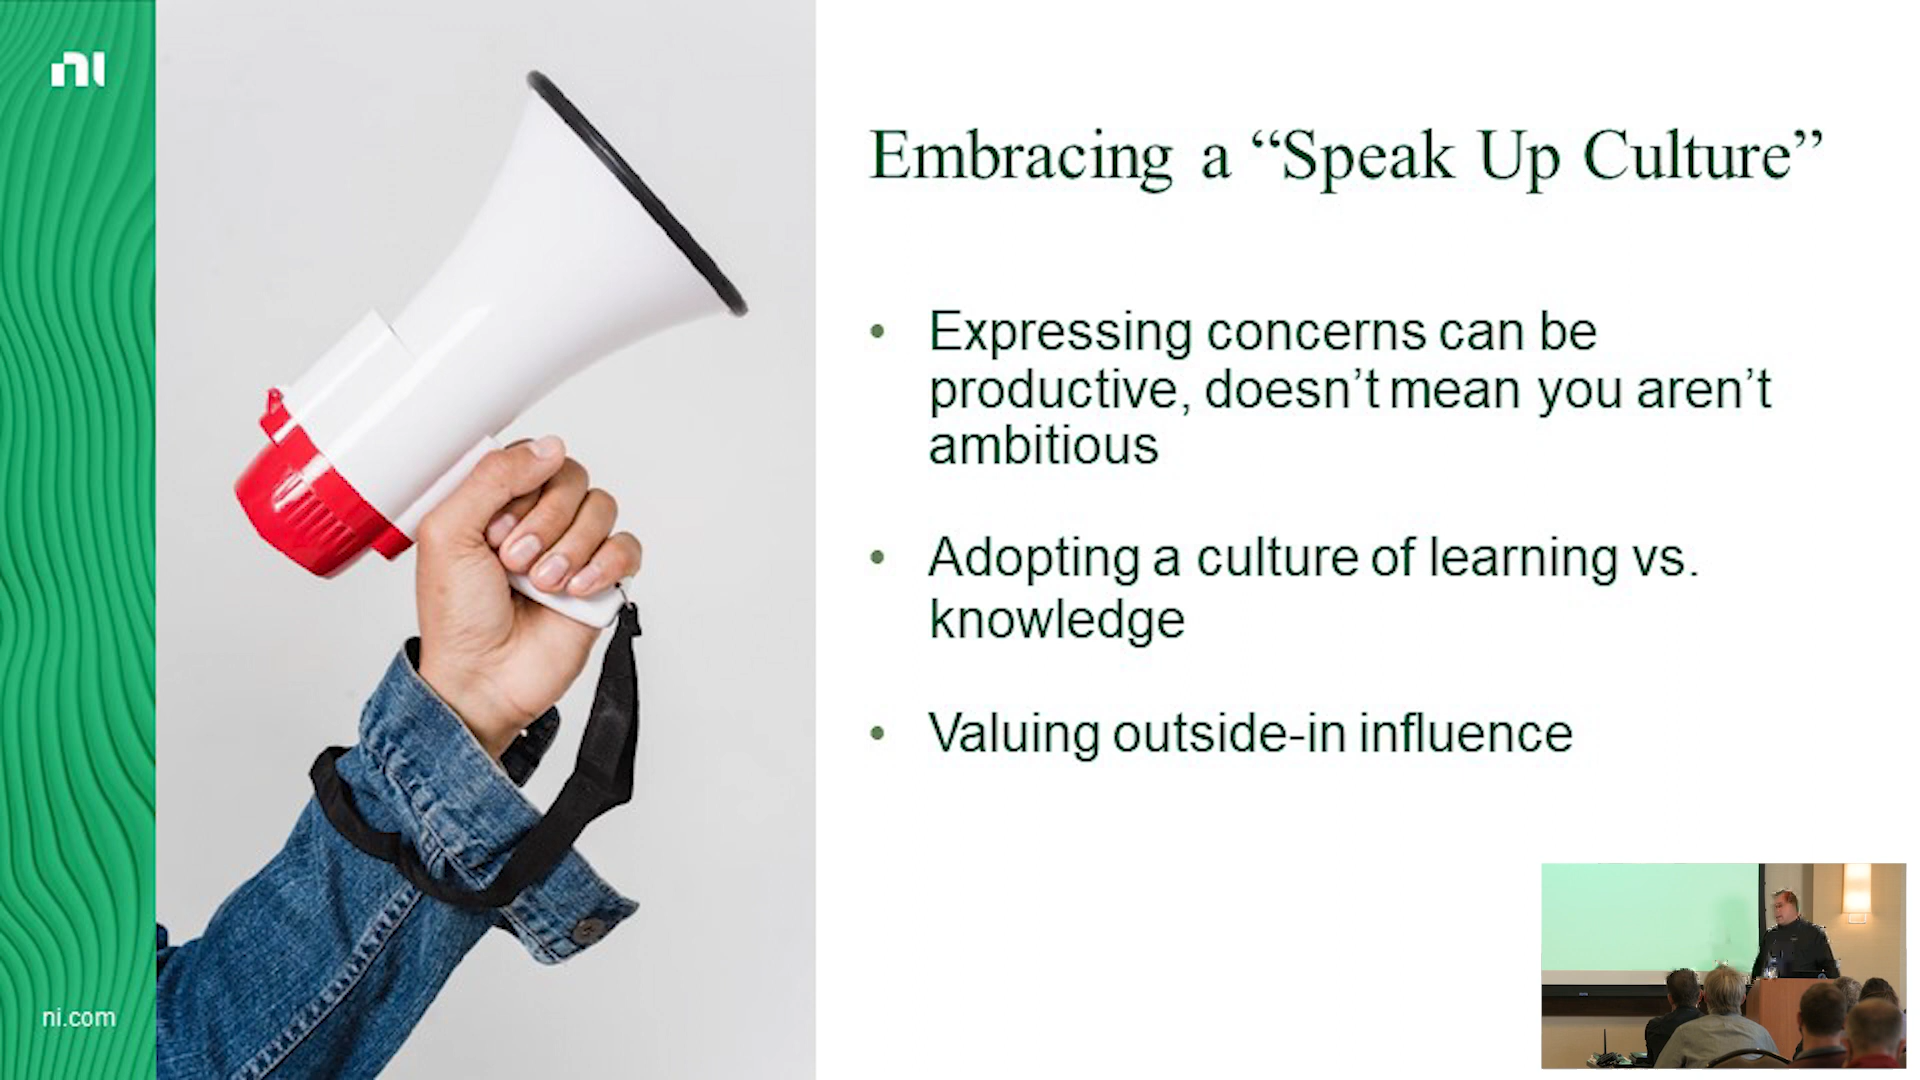 ni
Embracing a “Speak Up Culture”
• Expressing concerns can be
productive, doesn’t mean you aren’t
ambitious
• Adopting a culture of learning vs.
knowledge
• Valuing outside-in influence
ni.com